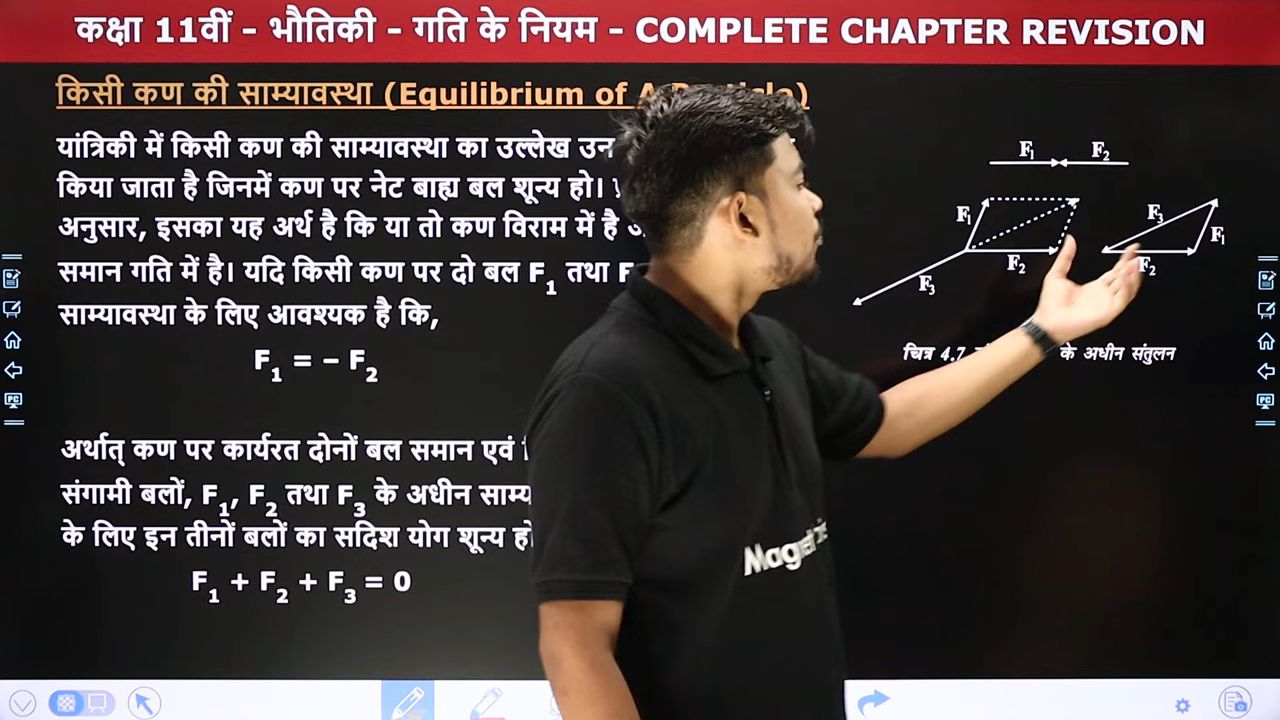 कक्षा 11वीं - भौतिकी - गति के नियम - COMPLETE CHAPTER REVISION
किसी कण की साम्यावस्था (Equilibrium of A
यांत्रिकी में किसी कण की साम्यावस्था का उल्लेख उन
किया जाता है जिनमें कण पर नेट बाह्य बल शून्य हो।
अनुसार, इसका यह अर्थ है कि या तो कण विराम में है
समान गति में है। यदि किसी कण पर दो बल F₁ तथा F
साम्यावस्था के लिए आवश्यक है कि,
F₁ = – F₂
अर्थात् कण पर कार्यरत दोनों बल समान एवं
संगामी बलों, F₁, F₂ तथा F₃ के अधीन
के लिए इन तीनों बलों का सदिश योग शून्य
F₁ + F₂ + F₃ = 0
F₁ F₂
F₁ F₂ F₃
F₃ F₁ F₂
चित्र 4.7 के अधीन संतुलन
PC
PC